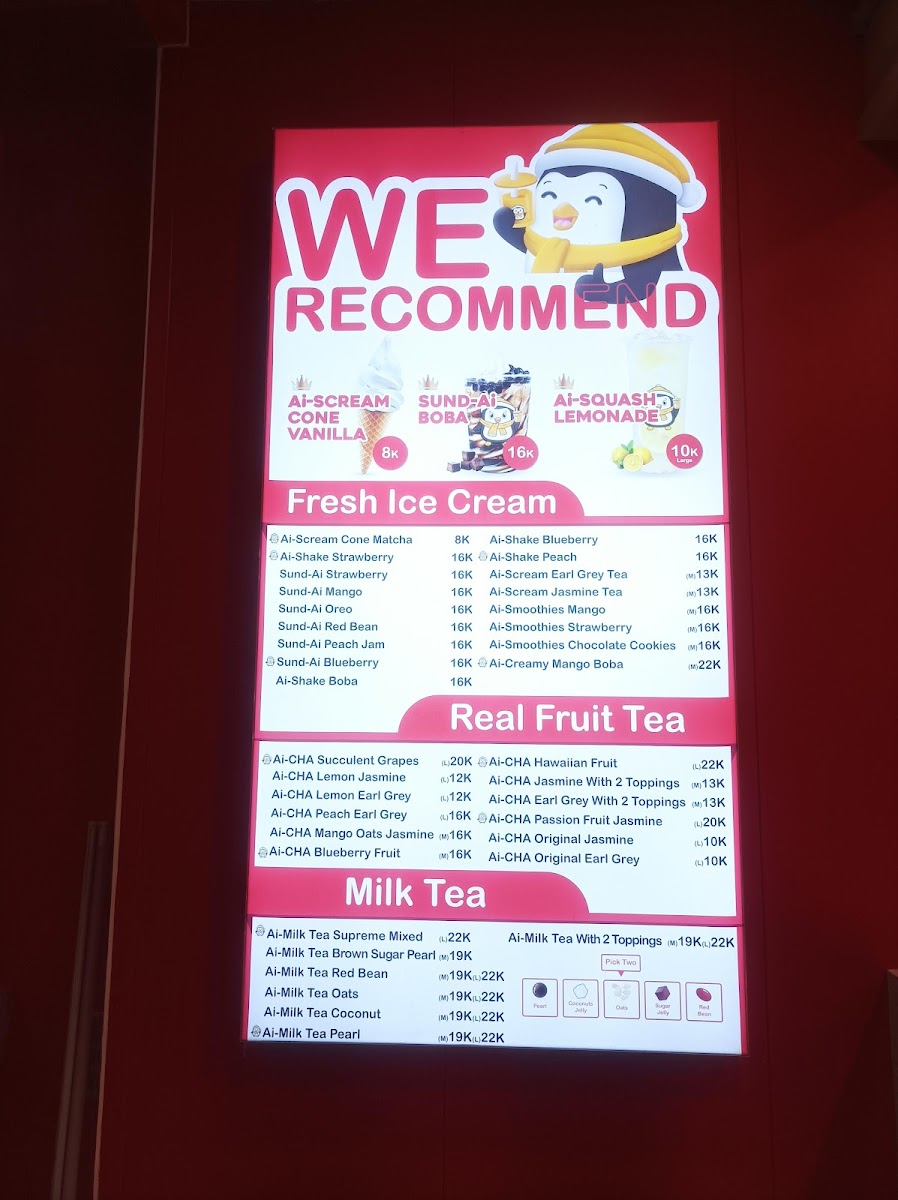 WE
RECOMMEND
Ai-SCREAM
CONE
VANILLA
8K
SUND-Ai
BOBA
16K
Ai-SQUASH
LEMONADE
10K
Large
Fresh Ice Cream
Ai-Scream Cone Matcha 8K
Ai-Shake Strawberry 16K
Sund-Ai Strawberry 16K
Sund-Ai Mango 16K
Sund-Ai Oreo 16K
Sund-Ai Red Bean 16K
Sund-Ai Peach Jam 16K
Sund-Ai Blueberry 16K
Ai-Shake Boba 16K
Ai-Shake Blueberry 16K
Ai-Shake Peach 16K
Ai-Scream Earl Grey Tea (M)13K
Ai-Scream Jasmine Tea (M)13K
Ai-Smoothies Mango (M)16K
Ai-Smoothies Strawberry (M)16K
Ai-Smoothies Chocolate Cookies (M)16K
Ai-Creamy Mango Boba (M)22K
Real Fruit Tea
Ai-CHA Succulent Grapes (L)20K
Ai-CHA Lemon Jasmine (L)12K
Ai-CHA Lemon Earl Grey (L)12K
Ai-CHA Peach Earl Grey (L)16K
Ai-CHA Mango Oats Jasmine (M)16K
Ai-CHA Blueberry Fruit (M)16K
Ai-CHA Hawaiian Fruit (L)22K
Ai-CHA Jasmine With 2 Toppings (M)13K
Ai-CHA Earl Grey With 2 Toppings (M)13K
Ai-CHA Passion Fruit Jasmine (L)20K
Ai-CHA Original Jasmine (L)10K
Ai-CHA Original Earl Grey (L)10K
Milk Tea
Ai-Milk Tea Supreme Mixed (L)22K
Ai-Milk Tea Brown Sugar Pearl (M)19K
Ai-Milk Tea Red Bean (M)19K(L)22K
Ai-Milk Tea Oats (M)19K(L)22K
Ai-Milk Tea Coconut (M)19K(L)22K
Ai-Milk Tea Pearl (M)19K(L)22K
Ai-Milk Tea With 2 Toppings (M)19K(L)22K
Pick Two
Pearl
Coconuts
Jelly
Oats
Sugar
Jelly
Red
Bean